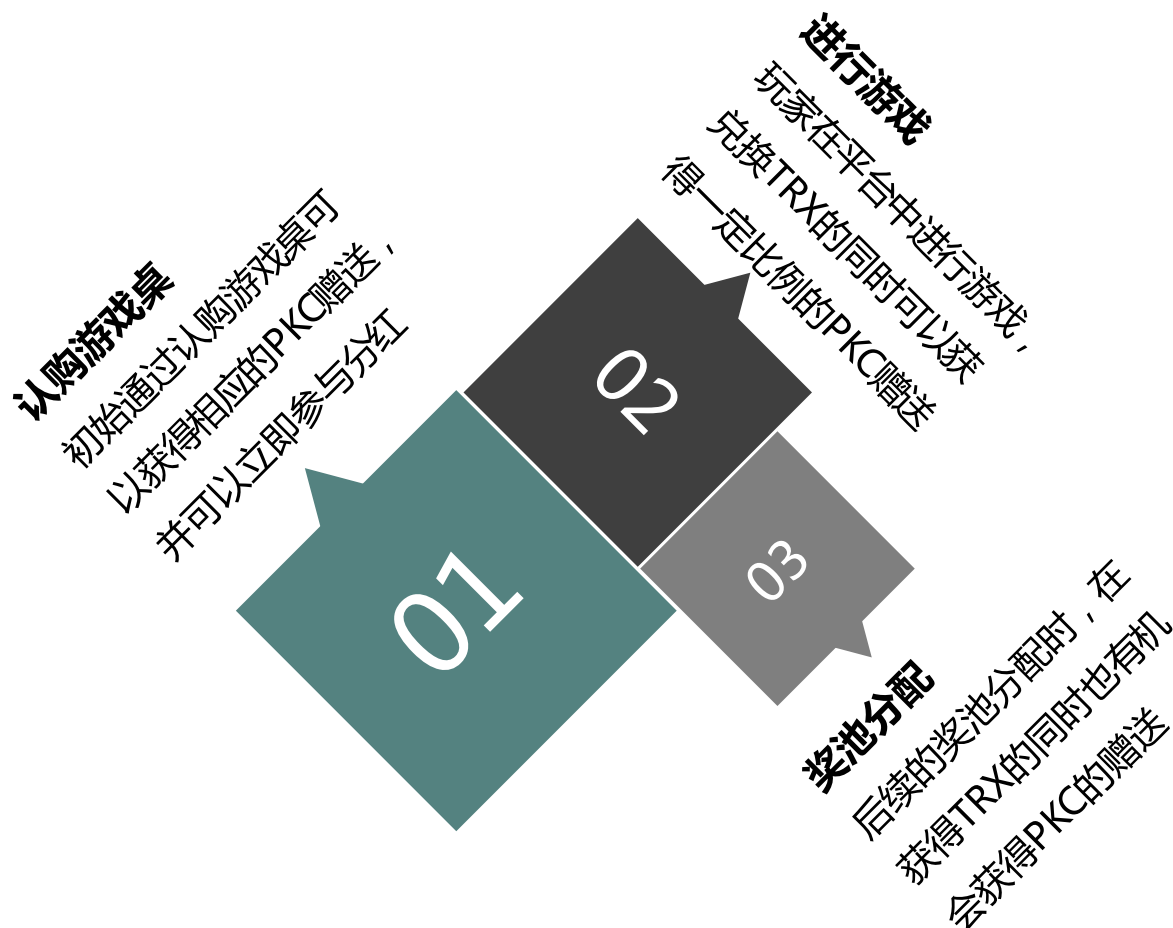 认购游戏桌
初始通过认购游戏桌可
以获得相应的PKC赠送，
并可以立即参与分红
01
进行游戏
玩家在平台中进行游戏，
兑换TRX的同时可以获
得一定比例的PKC赠送
02
03
奖池分配
后续的奖池分配时，在
获得TRX的同时也有机
会获得PKC的赠送